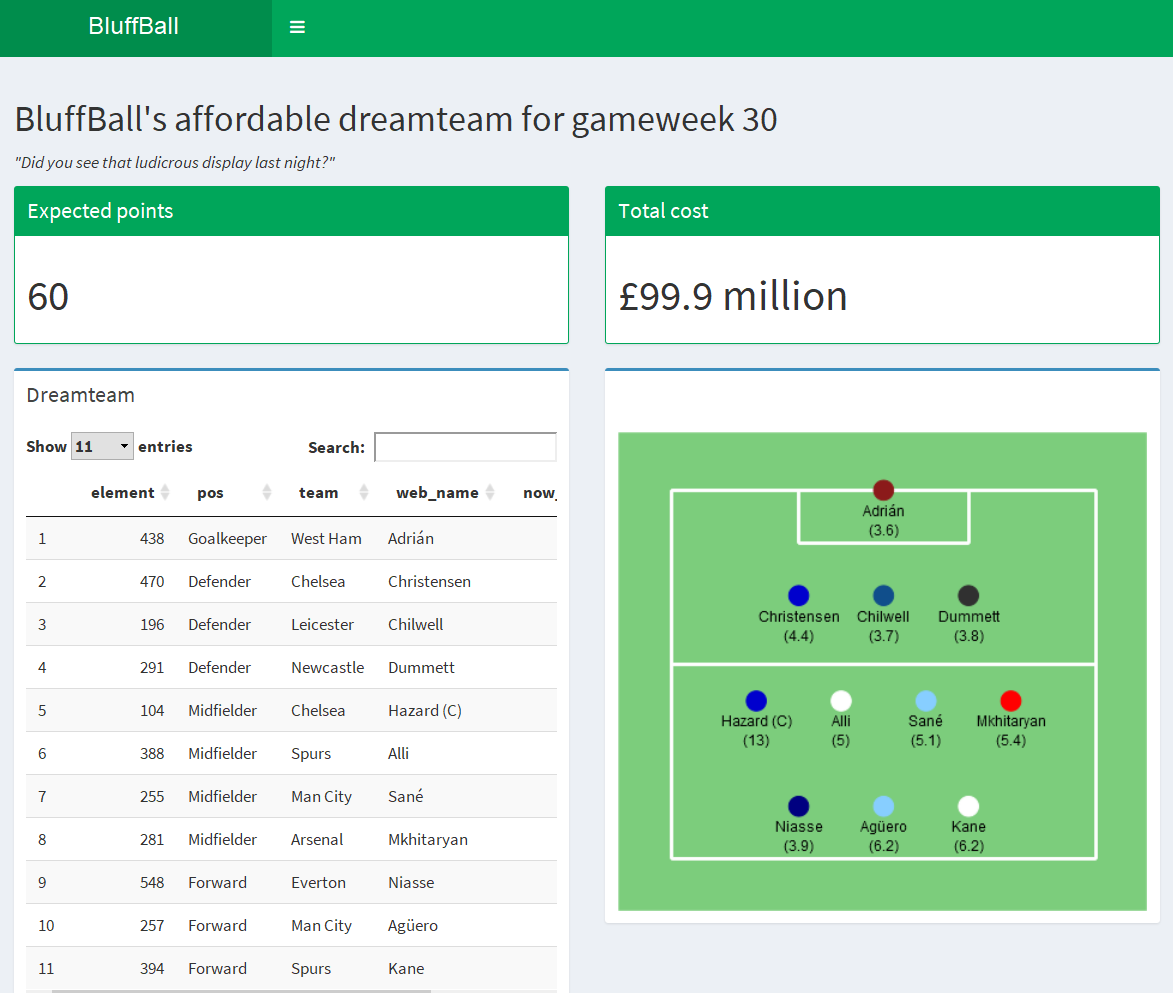 BluffBall
BluffBall's affordable dreamteam for gameweek 30
"Did you see that ludicrous display last night?"
Expected points
60
Total cost
£99.9 million
Dreamteam
Show 11 entries Search:
element pos team web_name now_
1 438 Goalkeeper West Ham Adrián
2 470 Defender Chelsea Christensen
3 196 Defender Leicester Chilwell
4 291 Defender Newcastle Dummett
5 104 Midfielder Chelsea Hazard (C)
6 388 Midfielder Spurs Alli
7 255 Midfielder Man City Sané
8 281 Midfielder Arsenal Mkhitaryan
9 548 Forward Everton Niasse
10 257 Forward Man City Agüero
11 394 Forward Spurs Kane
Adrián
(3.6)
Christensen Chilwell Dummett
(4.4) (3.7) (3.8)
Hazard (C) Alli Sané Mkhitaryan
(13) (5) (5.1) (5.4)
Niasse Agüero Kane
(3.9) (6.2) (6.2)